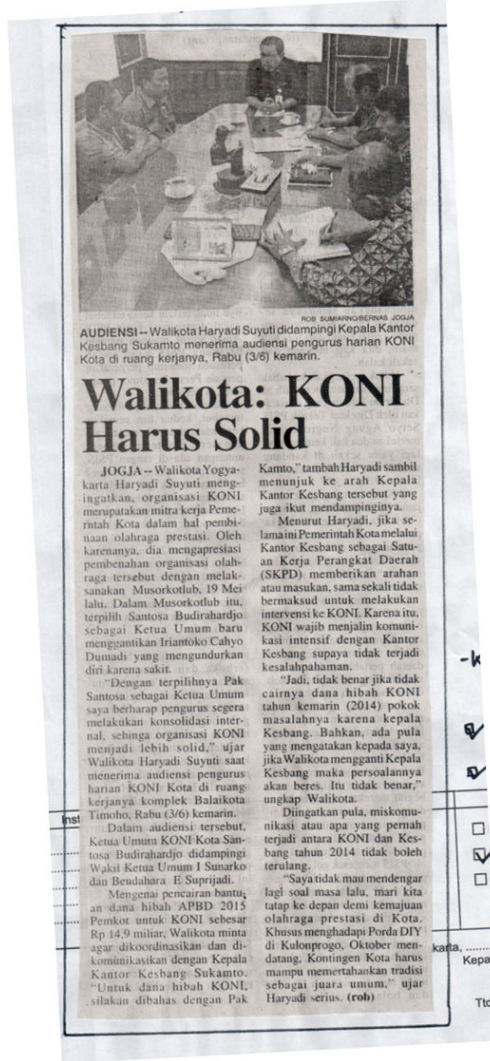 ROB SUMIARNO/BERNAS JOGJA
AUDIENSI -- Walikota Haryadi Suyuti didampingi Kepala Kantor
Kesbang Sukamto menerima audiensi pengurus harian KONI
Kota di ruang kerjanya, Rabu (3/6) kemarin.
Walikota: KONI
Harus Solid
JOGJA -- Walikota Yogya-
karta Haryadi Suyuti meng-
ingatkan, organisasi KONI
merupatakan mitra kerja Peme-
rintah Kota dalam hal pembi-
naan olahraga prestasi. Oleh
karenanya, dia mengapresiasi
pembenahan organisasi olah-
raga tersebut dengan melak-
sanakan Musorkotlub, 19 Mei
lalu. Dalam Musorkotlub itu,
terpilih Santosa Budirahardjo
sebagai Ketua Umum baru
menggantikan Iriantoko Cahyo
Dumadi yang mengundurkan
diri karena sakit.
"Dengan terpilihnya Pak
Santosa sebagai Ketua Umum
saya berharap pengurus segera
melakukan konsolidasi inter-
nal, sehinga organisasi KONI
menjadi lebih solid," ujar
Walikota Haryadi Suyuti saat
menerima audiensi pengurus
harian KONI Kota di ruang
kerjanya komplek Balaikota
Timoho, Rabu (3/6) kemarin.
Dalam audiensi tersebut,
Ketua Umum KONI Kota San-
tosa Budirahardjo didampingi
Wakil Ketua Umum I Sunarko
dan Beudahara E Suprijadi.
Mengenai pencairan bantu-
an dana hibah APBD 2015
Pemkot untuk KONI sebesar
Rp 14,9 miliar, Walikota minta
agar dikoordinasikan dan di-
komunikasikan dengan Kepala
Kantor Kesbang Sukamto.
"Untuk dana hibah KONI,
silakan dibahas dengan Pak
Kamto," tambah Haryadi sambil
menunjuk ke arah Kepala
Kantor Kesbang tersebut yang
juga ikut mendampinginya.
Menurut Haryadi, jika se-
lama ini Pemerintah Kota melalui
Kantor Kesbang sebagai Satu-
an Kerja Perangkat Daerah
(SKPD) memberikan arahan
atau masukan, sama sekali tidak
bermaksud untuk melakukan
intervensi ke KONI. Karena itu,
KONI wajib menjalin komuni-
kasi intensif dengan Kantor
Kesbang supaya tidak terjadi
kesalahpahaman.
"Jadi, tidak benar jika tidak
cairnya dana hibah KONI
tahun kemarin (2014) pokok
masalahnya karena kepala
Kesbang. Bahkan, ada pula
yang mengatakan kepada saya,
jika Walikota mengganti Kepala
Kesbang maka persoalannya
akan beres. Itu tidak benar,"
ungkap Walikota.
Diingatkan pula, miskomu-
nikasi atau apa yang pernah
terjadi antara KONI dan Kes-
bang tahun 2014 tidak boleh
terulang.
"Saya tidak mau mendengar
lagi soal masa lalu, mari kita
tatap ke depan demi kemajuan
olahraga prestasi di Kota.
Khusus menghadapi Porda DIY
di Kulonprogo, Oktober men-
datang, Kontingen Kota harus
mampu memertahankan tradisi
sebagai juara umum," ujar
Haryadi serius. (rob)
Inst
karta, ..........
Kepa
Ttd